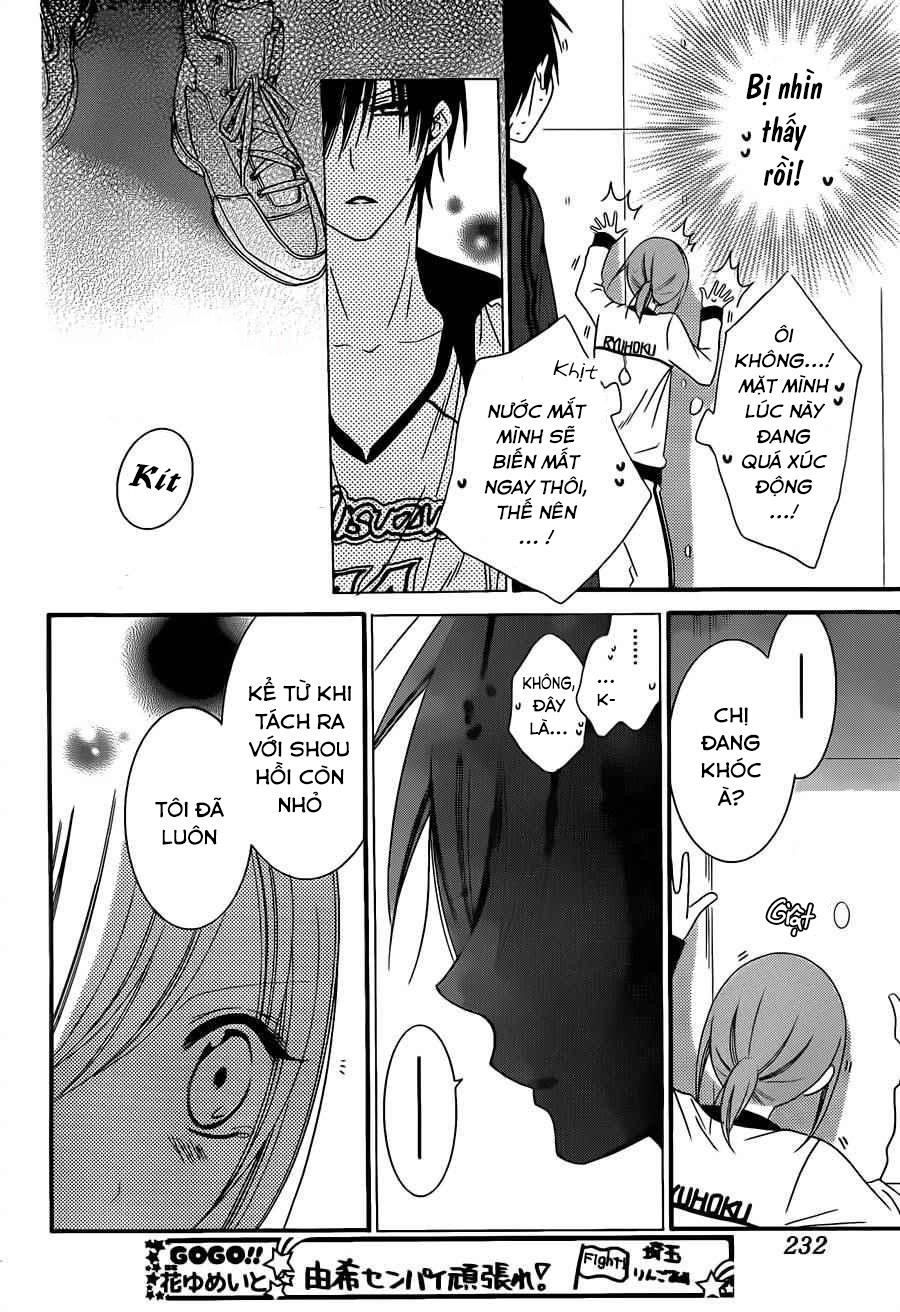 Bị nhìn
thấy
rồi!
RYUHOKU
ÔI
KHÔNG...!
MẶT MÌNH
LÚC NÀY
ĐANG
QUÁ XÚC
ĐỘNG
...!
Khịt
NƯỚC MẮT
MÌNH SẼ
BIẾN MẤT
NGAY THÔI,
THẾ NÊN
... !
Kít
CHỊ
ĐANG
KHÓC
À?
Giật
RYUHOKU
.......
...
K-
KHÔNG,
ĐÂY
LÀ...
KỂ TỪ KHI
TÁCH RA
VỚI SHOU
HỒI CÒN
NHỎ
TÔI ĐÃ
LUÔN
232
GOGO!!
花ゆめいと
由希センパイ頑張れ!
Fight!
埼玉